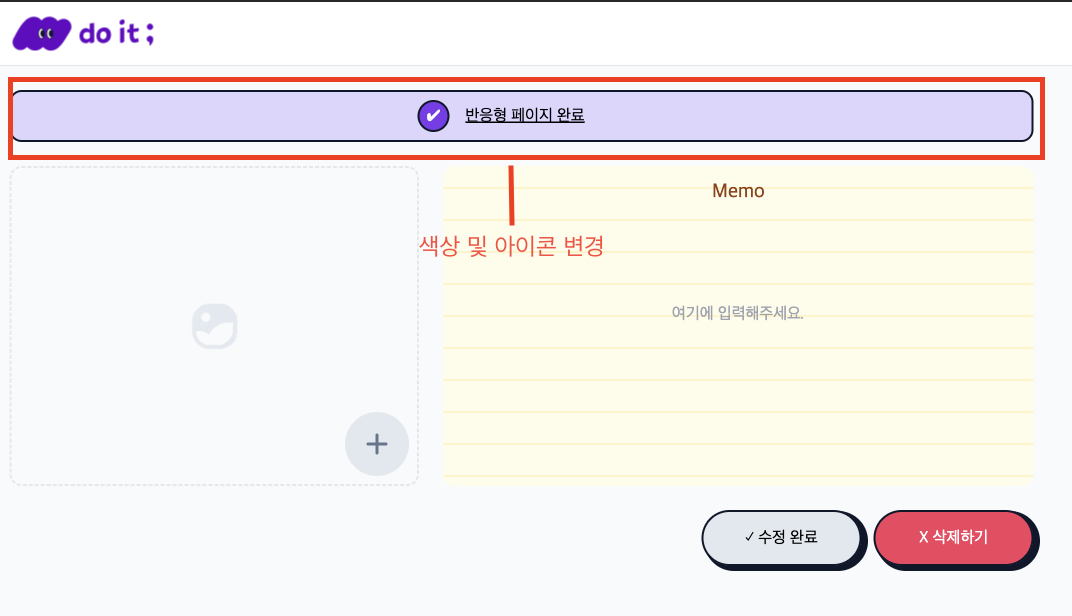 do it ;
✔ 반응형 페이지 완료
Memo
색상 및 아이콘 변경
여기에 입력해주세요.
✓ 수정 완료
X 삭제하기